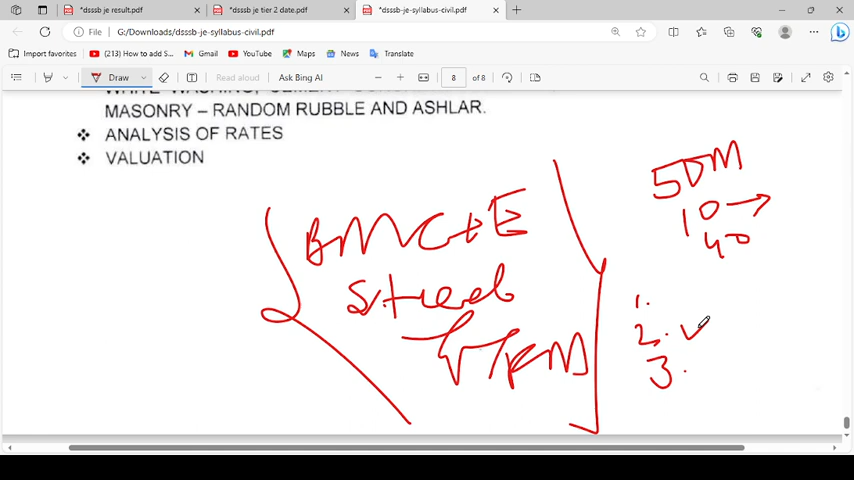 *dsssb je result.pdf
*dsssb je tier 2 date.pdf
*dsssb-je-syllabus-civil.pdf
File G:/Downloads/dsssb-je-syllabus-civil.pdf
Import favorites
(213) How to add S...
Gmail
YouTube
Maps
News
Translate
Draw
Read aloud
Ask Bing AI
8 of 8
MASONRY – RANDOM RUBBLE AND ASHLAR.
❖ ANALYSIS OF RATES
❖ VALUATION
BMC+E
5DM
10 →
40
1.
2. ✓
3.